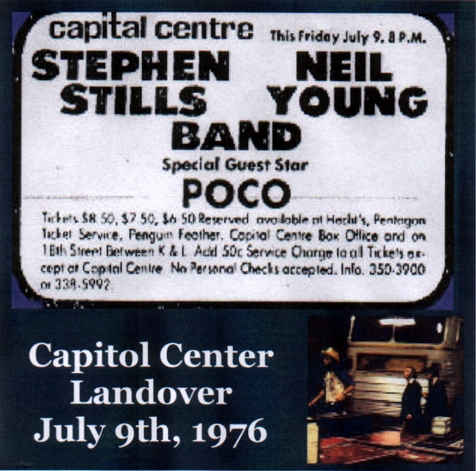 capital centre This Friday July 9, 8 P.M.
STEPHEN NEIL
STILLS YOUNG
BAND
Special Guest Star
POCO
Tickets $8.50, $7.50, $6.50 Reserved available at Hecht's, Pentagon
Ticket Service, Penguin Feather, Capital Centre Box Office and on
18th Street Between K & L. Add 50c Service Charge to all Tickets ex-
cept at Capital Centre. No Personal Checks accepted. Info. 350-3900
or 338-5992.
Capitol Center
Landover
July 9th, 1976